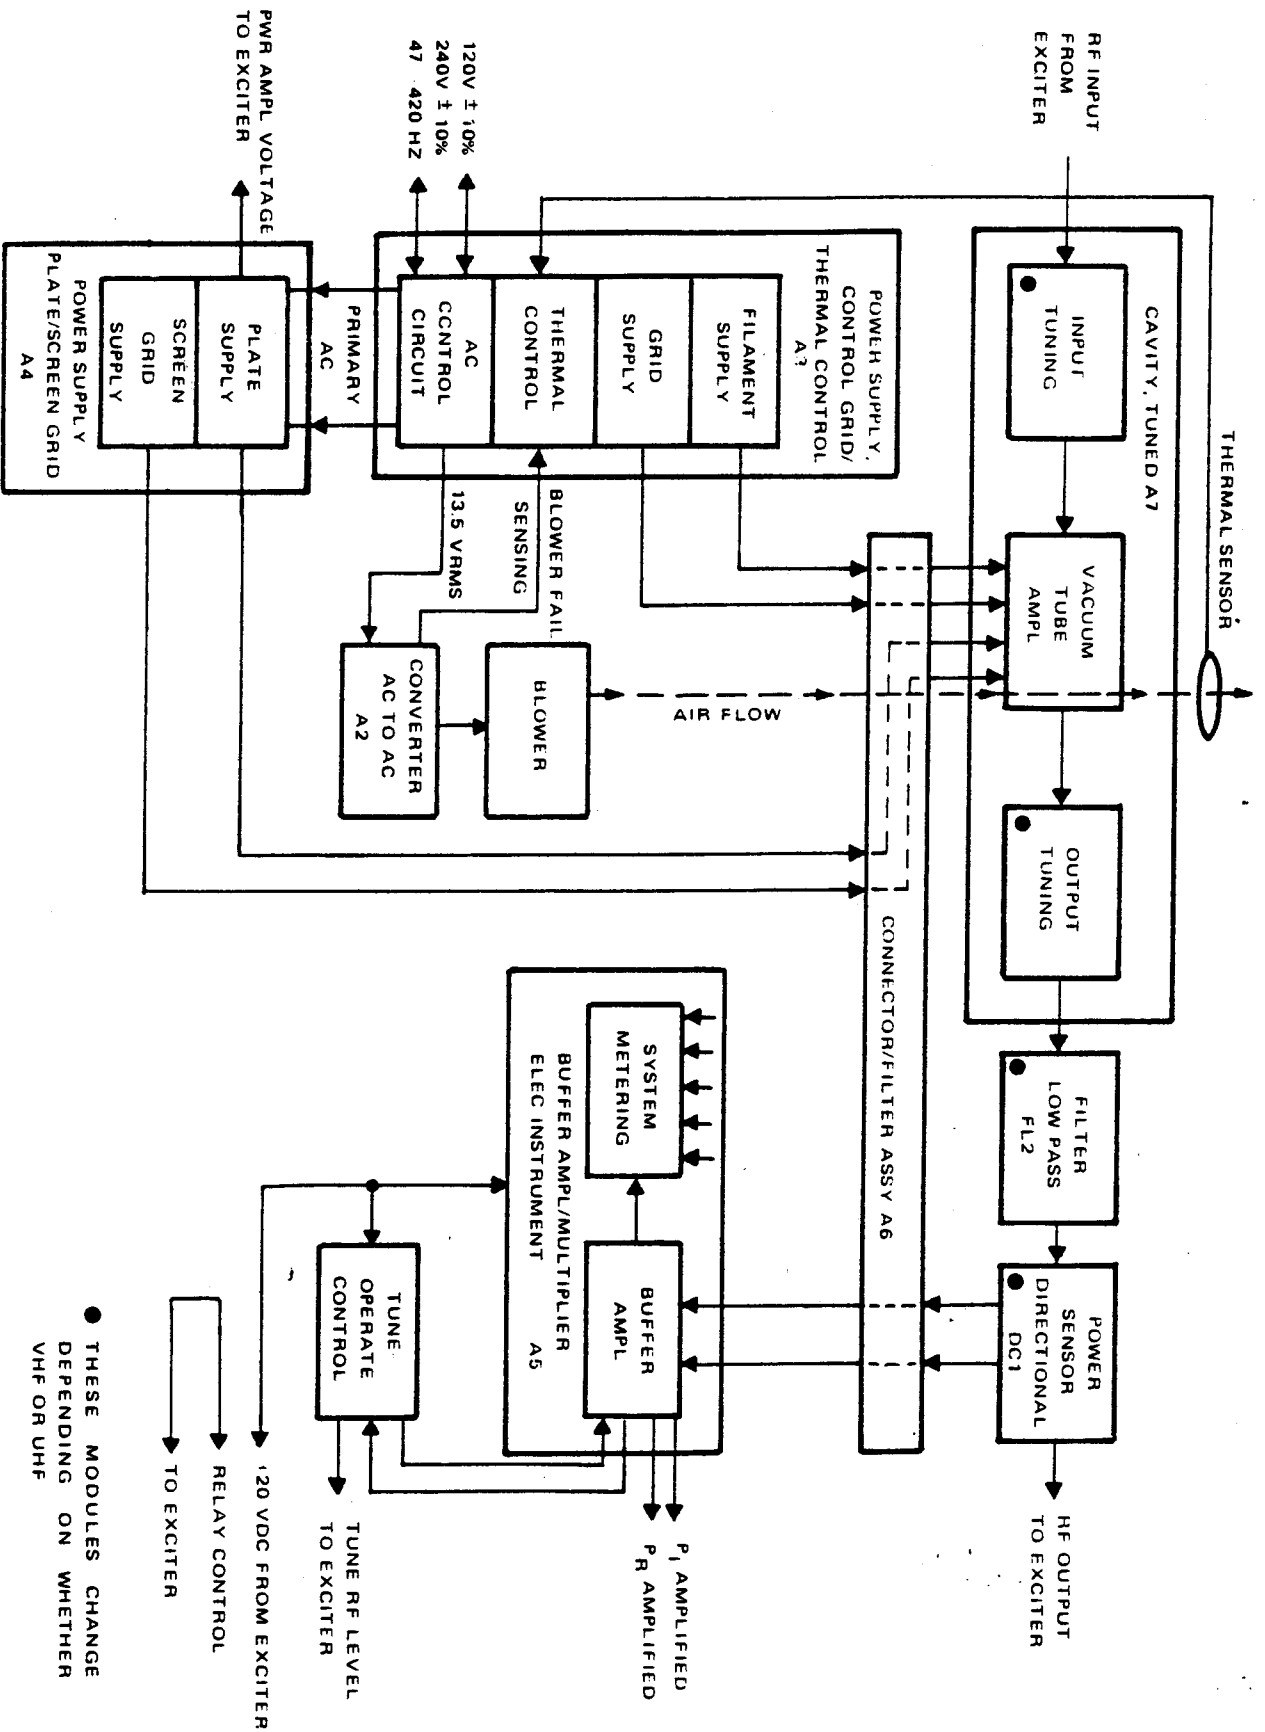 RF INPUT
FROM
EXCITER
THERMAL SENSOR
CAVITY, TUNED A7
INPUT
TUNING
VACUUM
TUBE
AMPL
OUTPUT
TUNING
FILTER
LOW PASS
FL2
POWER
SENSOR
DIRECTIONAL
DC1
RF OUTPUT
TO EXCITER
CONNECTOR/FILTER ASSY A6
POWER SUPPLY,
CONTROL GRID/
THERMAL CONTROL
FILAMENT
SUPPLY
GRID
SUPPLY
THERMAL
CONTROL
AC
CONTROL
CIRCUIT
120V ± 10%
240V ± 10%
47 420 HZ
AIR FLOW
BLOWER
BLOWER FAIL
SENSING
13.5 VRMS
CONVERTER
AC TO AC
A2
PRIMARY
AC
PWR AMPL VOLTAGE
TO EXCITER
PLATE
SUPPLY
SCREEN
GRID
SUPPLY
POWER SUPPLY
PLATE/SCREEN GRID
A4
SYSTEM
METERING
BUFFER
AMPL
BUFFER AMPL/MULTIPLIER
ELEC INSTRUMENT A5
P_I AMPLIFIED
P_R AMPLIFIED
TUNE
OPERATE
CONTROL
TUNE RF LEVEL
TO EXCITER
20 VDC FROM EXCITER
RELAY CONTROL
TO EXCITER
● THESE MODULES CHANGE
DEPENDING ON WHETHER
VHF OR UHF